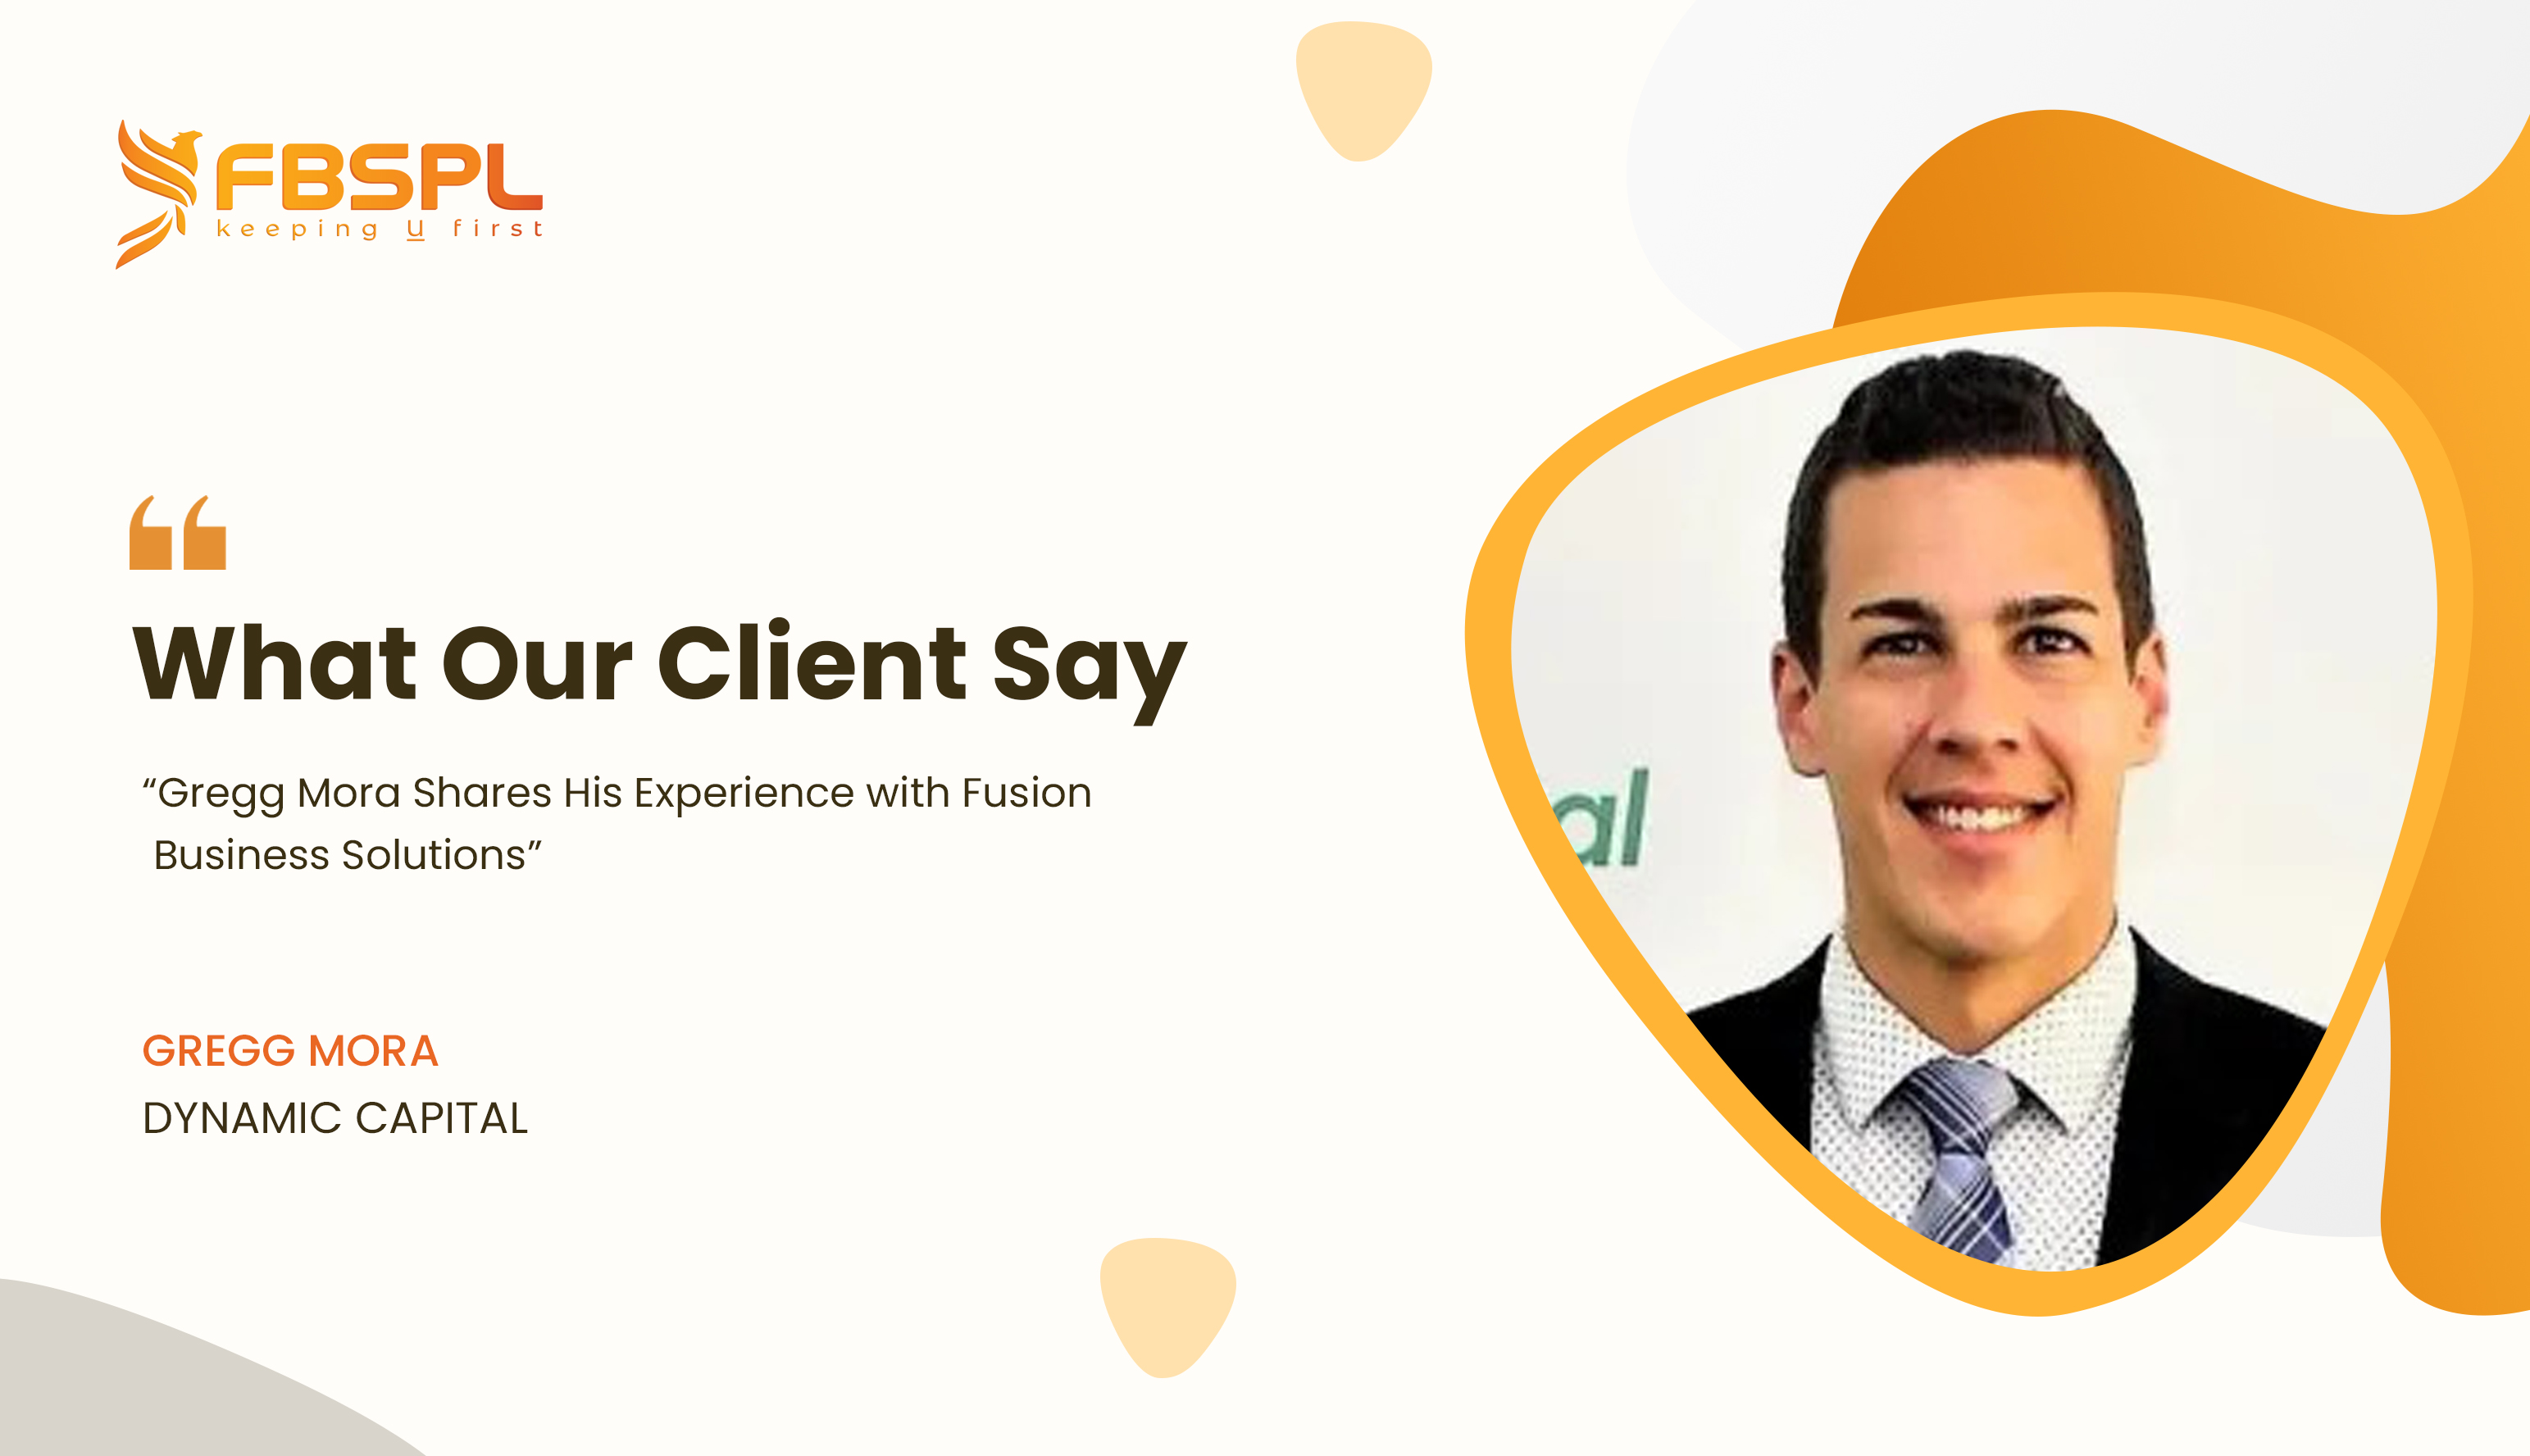 FBSPL
keeping U first
What Our Client Say
“Gregg Mora Shares His Experience with Fusion
Business Solutions”
al
GREGG MORA
DYNAMIC CAPITAL